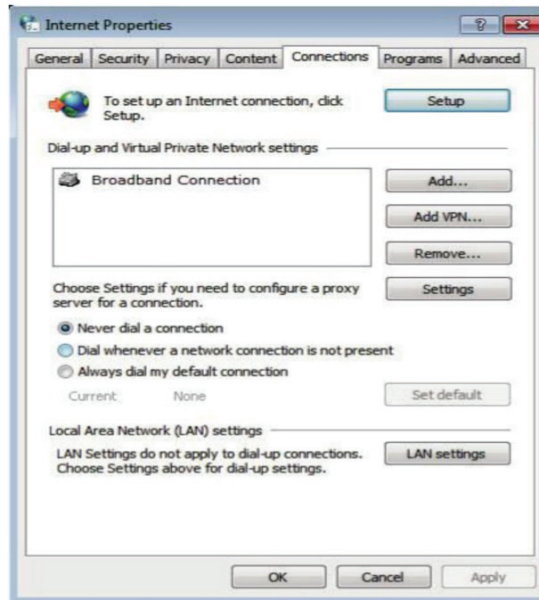 Internet Properties
General Security Privacy Content Connections Programs Advanced
To set up an Internet connection, click
Setup.
Setup
Dial-up and Virtual Private Network settings
Broadband Connection
Add...
Add VPN...
Remove...
Choose Settings if you need to configure a proxy
server for a connection.
Settings
Never dial a connection
Dial whenever a network connection is not present
Always dial my default connection
Current None
Set default
Local Area Network (LAN) settings
LAN Settings do not apply to dial-up connections.
Choose Settings above for dial-up settings.
LAN settings
OK Cancel Apply